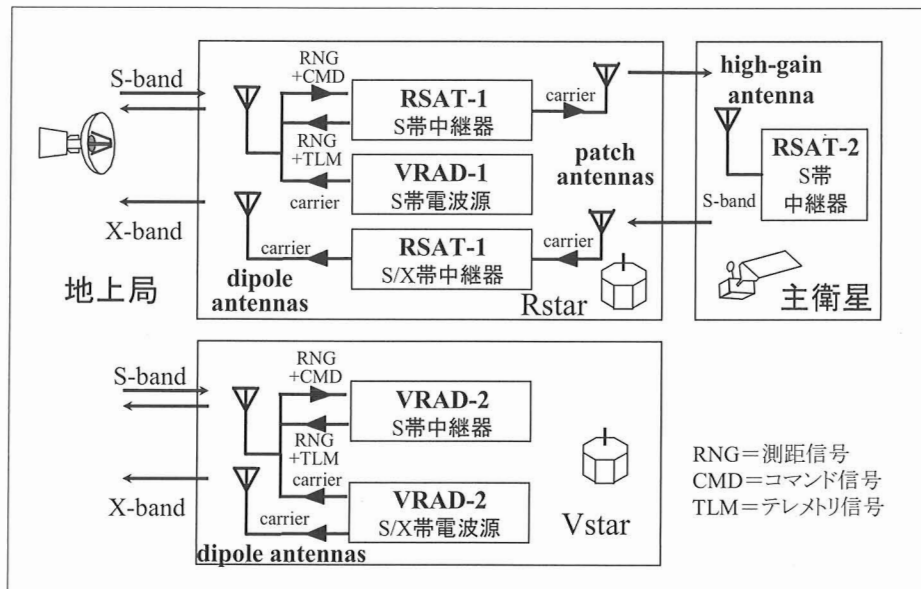 S-band
X-band
地上局
RNG
+CMD
RNG
+TLM
carrier
RSAT-1
S帯中継器
carrier
VRAD-1
S帯電波源
carrier
RSAT-1
S/X帯中継器
carrier
dipole
antennas
patch
antennas
Rstar
high-gain
antenna
RSAT-2
S帯
中継器
S-band
主衛星
S-band
X-band
RNG
+CMD
RNG
+TLM
carrier
carrier
VRAD-2
S帯中継器
VRAD-2
S/X帯電波源
dipole antennas
Vstar
RNG=測距信号
CMD=コマンド信号
TLM=テレメトリ信号